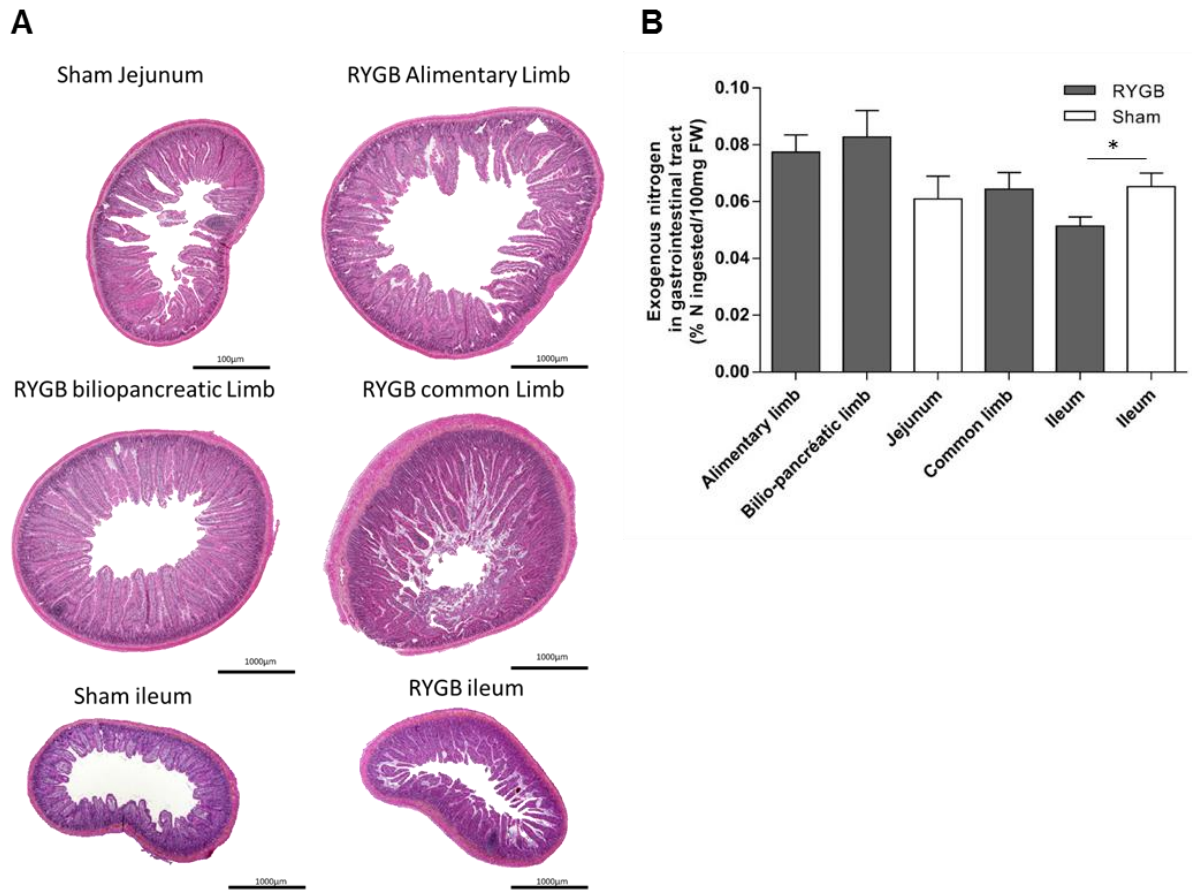 A
Sham Jejunum
RYGB Alimentary Limb
100µm
1000µm
RYGB biliopancreatic Limb
RYGB common Limb
1000µm
1000µm
Sham ileum
RYGB ileum
1000µm
1000µm
B
Exogenous nitrogen
in gastrointestinal tract
(% N ingested/100mg FW)
0.10
0.08
0.06
0.04
0.02
0.00
RYGB
Sham
*
Alimentary limb
Bilio-pancréatic limb
Jejunum
Common limb
Ileum
Ileum